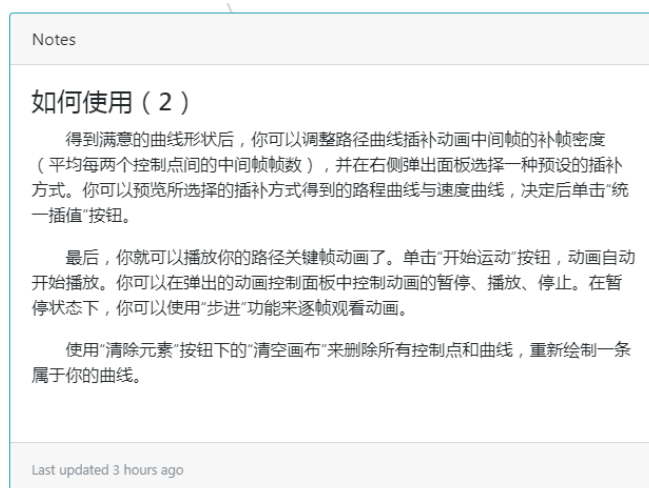 Notes
如何使用（2）
得到满意的曲线形状后，你可以调整路径曲线插补动画中间帧的补帧密度
（平均每两个控制点间的中间帧帧数），并在右侧弹出面板选择一种预设的插补
方式。你可以预览所选择的插补方式得到的路程曲线与速度曲线，决定后单击“统
一插值”按钮。
最后，你就可以播放你的路径关键帧动画了。单击“开始运动”按钮，动画自动
开始播放。你可以在弹出的动画控制面板中控制动画的暂停、播放、停止。在暂
停状态下，你可以使用“步进”功能来逐帧观看动画。
使用“清除元素”按钮下的“清空画布”来删除所有控制点和曲线，重新绘制一条
属于你的曲线。
Last updated 3 hours ago